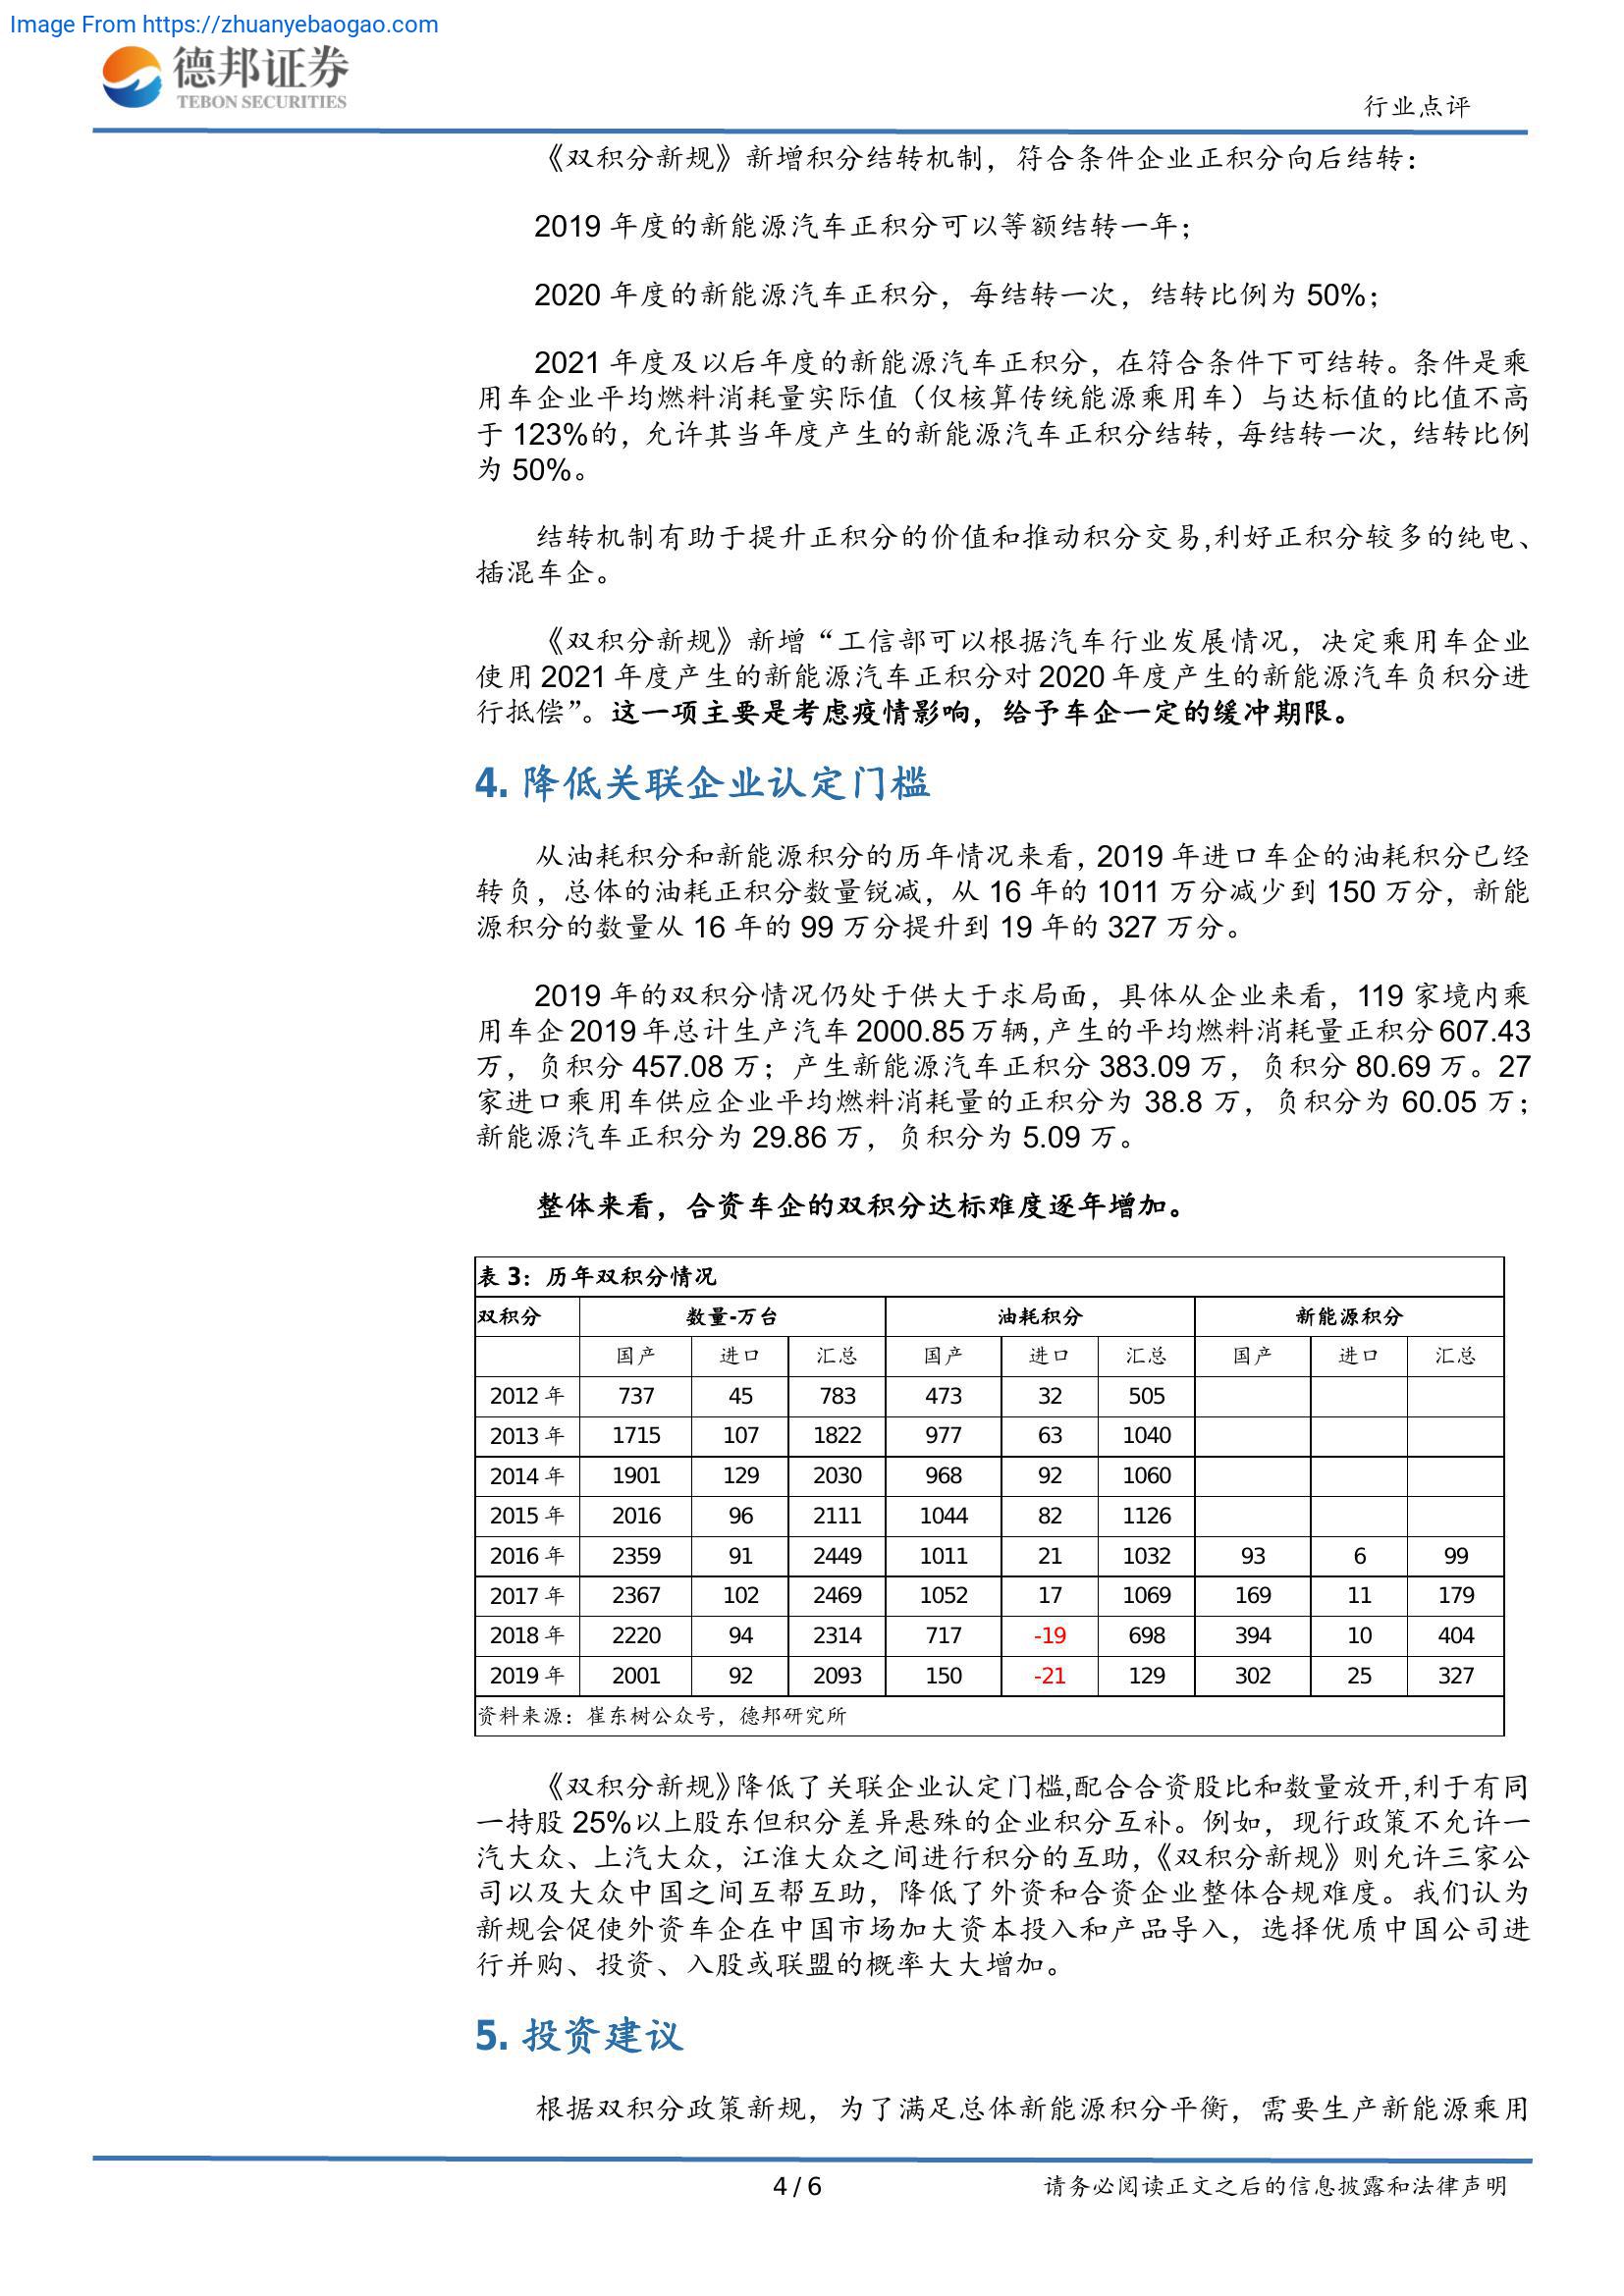 Image From https://zhuanyebaogao.com
德邦证券
TEBON SECURITIES
行业点评
《双积分新规》新增积分结转机制，符合条件企业正积分向后结转：
2019 年度的新能源汽车正积分可以等额结转一年；
2020 年度的新能源汽车正积分，每结转一次，结转比例为 50%；
2021 年度及以后年度的新能源汽车正积分，在符合条件下可结转。条件是乘
用车企业平均燃料消耗量实际值（仅核算传统能源乘用车）与达标值的比值不高
于 123%的，允许其当年度产生的新能源汽车正积分结转，每结转一次，结转比例
为 50%。
结转机制有助于提升正积分的价值和推动积分交易,利好正积分较多的纯电、
插混车企。
《双积分新规》新增“工信部可以根据汽车行业发展情况，决定乘用车企业
使用 2021 年度产生的新能源汽车正积分对 2020 年度产生的新能源汽车负积分进
行抵偿”。这一项主要是考虑疫情影响，给予车企一定的缓冲期限。
4. 降低关联企业认定门槛
从油耗积分和新能源积分的历年情况来看，2019 年进口车企的油耗积分已经
转负，总体的油耗正积分数量锐减，从 16 年的 1011 万分减少到 150 万分，新能
源积分的数量从 16 年的 99 万分提升到 19 年的 327 万分。
2019 年的双积分情况仍处于供大于求局面，具体从企业来看，119 家境内乘
用车企 2019 年总计生产汽车 2000.85 万辆,产生的平均燃料消耗量正积分 607.43
万，负积分 457.08 万；产生新能源汽车正积分 383.09 万，负积分 80.69 万。27
家进口乘用车供应企业平均燃料消耗量的正积分为 38.8 万，负积分为 60.05 万；
新能源汽车正积分为 29.86 万，负积分为 5.09 万。
整体来看，合资车企的双积分达标难度逐年增加。
表 3：历年双积分情况
双积分 数量-万台 油耗积分 新能源积分
国产 进口 汇总 国产 进口 汇总 国产 进口 汇总
2012 年 737 45 783 473 32 505
2013 年 1715 107 1822 977 63 1040
2014 年 1901 129 2030 968 92 1060
2015 年 2016 96 2111 1044 82 1126
2016 年 2359 91 2449 1011 21 1032 93 6 99
2017 年 2367 102 2469 1052 17 1069 169 11 179
2018 年 2220 94 2314 717 -19 698 394 10 404
2019 年 2001 92 2093 150 -21 129 302 25 327
资料来源：崔东树公众号，德邦研究所
《双积分新规》降低了关联企业认定门槛,配合合资股比和数量放开,利于有同
一持股 25%以上股东但积分差异悬殊的企业积分互补。例如，现行政策不允许一
汽大众、上汽大众，江淮大众之间进行积分的互助，《双积分新规》则允许三家公
司以及大众中国之间互帮互助，降低了外资和合资企业整体合规难度。我们认为
新规会促使外资车企在中国市场加大资本投入和产品导入，选择优质中国公司进
行并购、投资、入股或联盟的概率大大增加。
5. 投资建议
根据双积分政策新规，为了满足总体新能源积分平衡，需要生产新能源乘用
4 / 6
请务必阅读正文之后的信息披露和法律声明